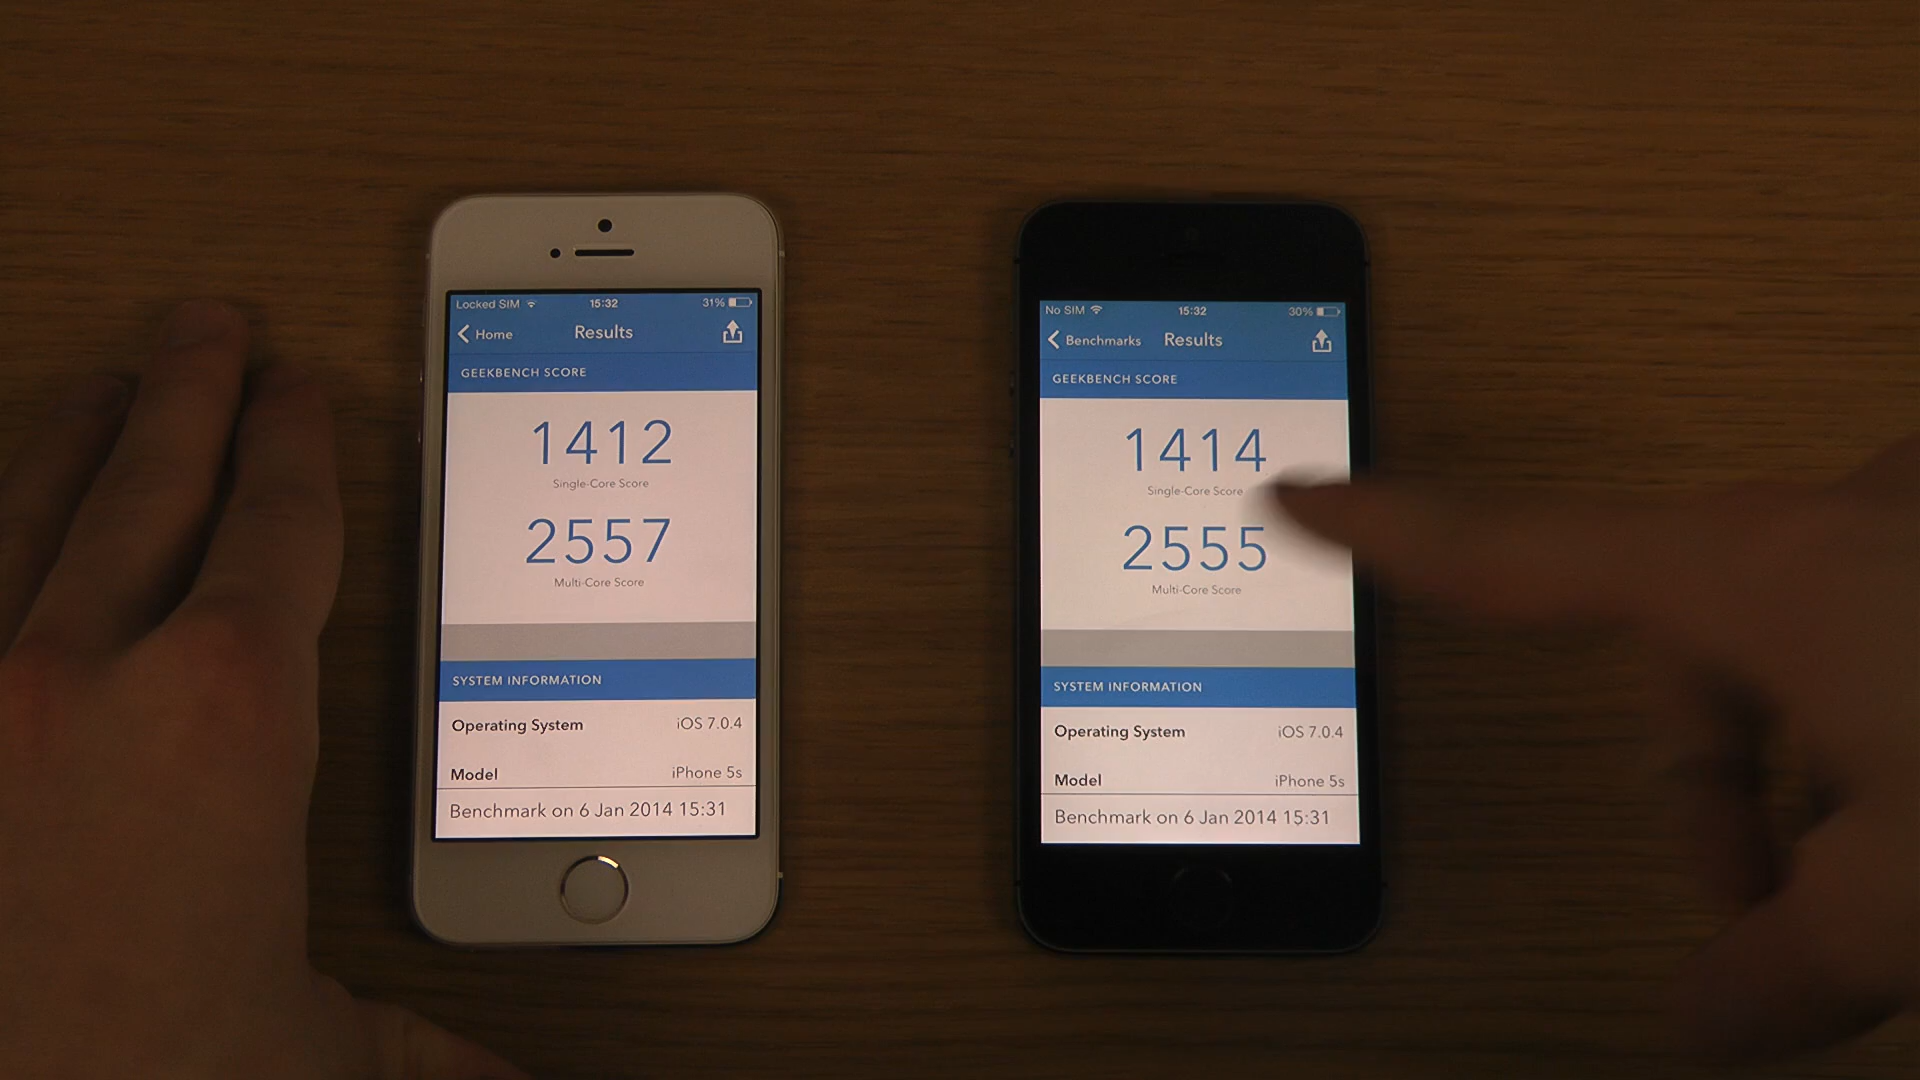 Locked SIM 15:32 31%
Home Results
GEEKBENCH SCORE
1412
Single-Core Score
2557
Multi-Core Score
SYSTEM INFORMATION
Operating System iOS 7.0.4
Model iPhone 5s
Benchmark on 6 Jan 2014 15:31
No SIM 15:32 30%
Benchmarks Results
GEEKBENCH SCORE
1414
Single-Core Score
2555
Multi-Core Score
SYSTEM INFORMATION
Operating System iOS 7.0.4
Model iPhone 5s
Benchmark on 6 Jan 2014 15:31